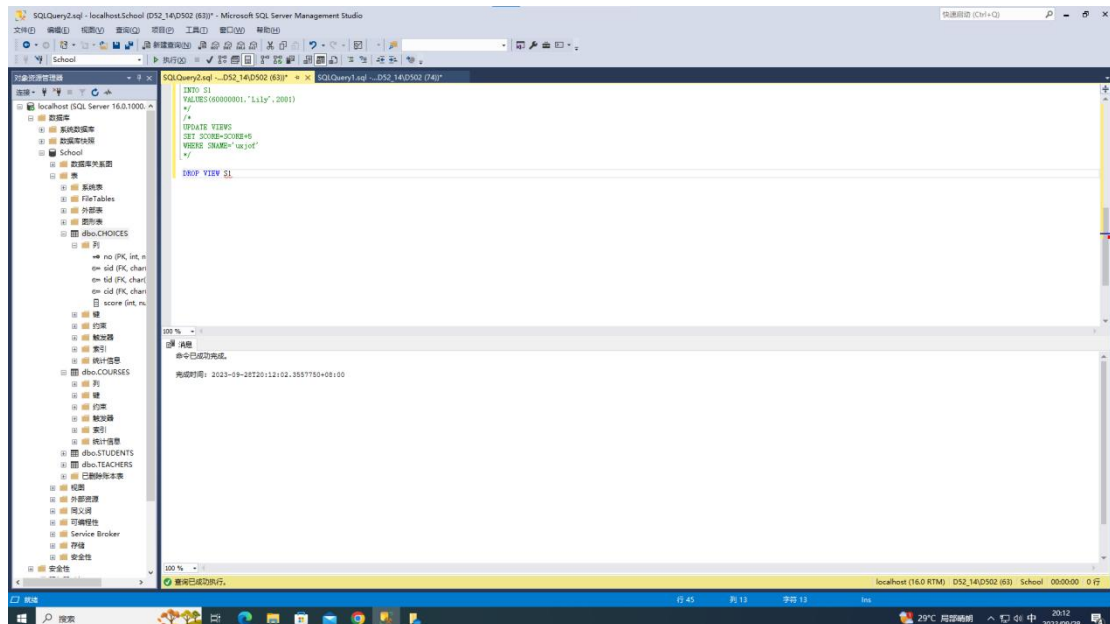 SQLQuery2.sql - localhost.School (D52_14\D502 (63))* - Microsoft SQL Server Management Studio
快速启动 (Ctrl+Q)
文件(F) 编辑(E) 视图(V) 查询(Q) 项目(P) 工具(T) 窗口(W) 帮助(H)
新建查询(N)
School
执行(X)
对象资源管理器
连接
localhost (SQL Server 16.0.1000.
数据库
系统数据库
数据库快照
School
数据库关系图
表
系统表
FileTables
外部表
图形表
dbo.CHOICES
列
no (PK, int, n
sid (FK, char(
tid (FK, char(
cid (FK, char(
score (int, nu
键
约束
触发器
索引
统计信息
dbo.COURSES
列
键
约束
触发器
索引
统计信息
dbo.STUDENTS
dbo.TEACHERS
已删除账本表
视图
外部资源
同义词
可编程性
Service Broker
存储
安全性
安全性
SQLQuery2.sql -...D52_14\D502 (63))*
SQLQuery1.sql -...D52_14\D502 (74))*
INTO S1
VALUES(60000001,"Lily",2001)
*/
/*
UPDATE VIEWS
SET SCORE=SCORE+5
WHERE SNAME='uxjof'
*/
DROP VIEW S1
108 %
消息
命令已成功完成。
完成时间: 2023-09-28T20:12:02.3557750+08:00
100 %
查询已成功执行。
localhost (16.0 RTM) D52_14\D502 (63) School 00:00:00 0 行
就绪
行 45 列 13 字符 13 Ins
搜索
29°C 局部晴朗
中
20:12
2023/09/28